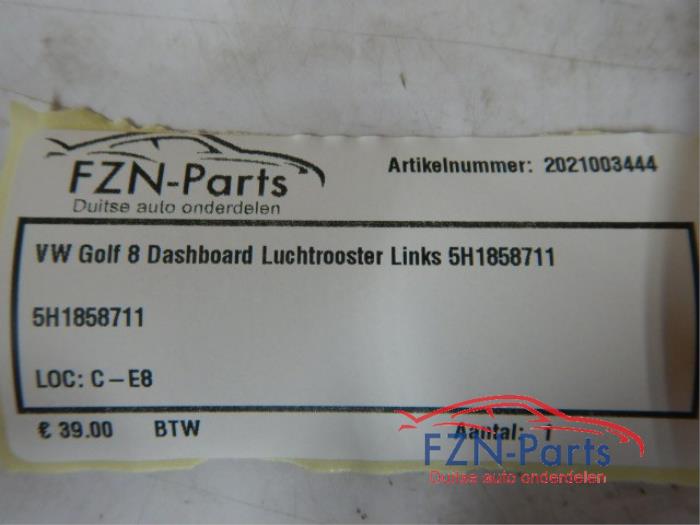 FZN-Parts
Duitse auto onderdelen
Artikelnummer: 2021003444
VW Golf 8 Dashboard Luchtrooster Links 5H1858711
5H1858711
LOC: C-E8
€ 39.00 BTW Aantal: 1
FZN-Parts
Duitse auto onderdelen